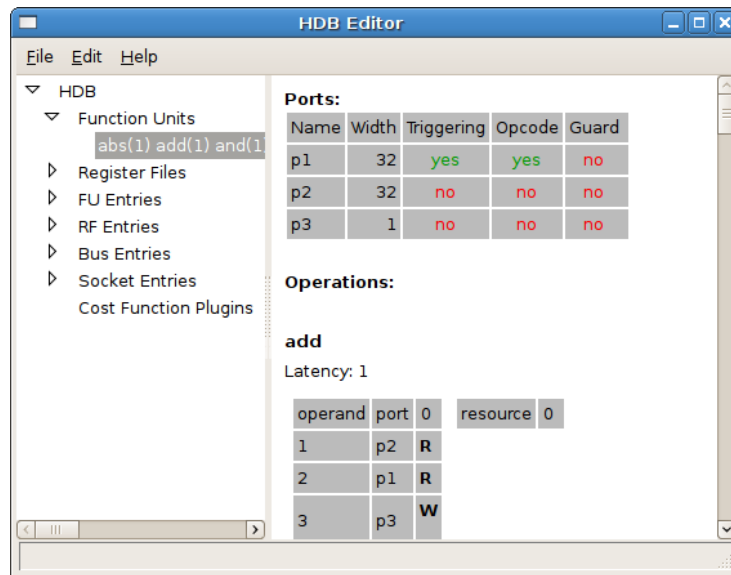 HDB Editor
File Edit Help
HDB
Function Units
abs(1) add(1) and(1)
Register Files
FU Entries
RF Entries
Bus Entries
Socket Entries
Cost Function Plugins
Ports:
Name Width Triggering Opcode Guard
p1 32 yes yes no
p2 32 no no no
p3 1 no no no
Operations:
add
Latency: 1
operand port 0 resource 0
1 p2 R
2 p1 R
3 p3 W